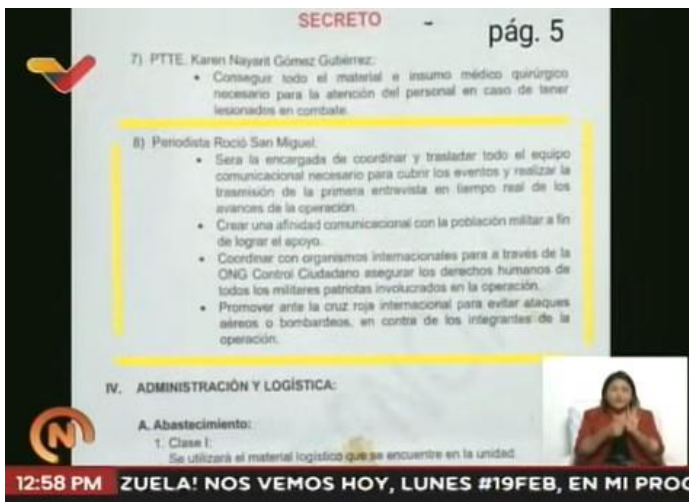 SECRETO -
pág. 5
7) PTTE. Karen Nayarit Gómez Gutiérrez:
• Conseguir todo el material e insumo médico quirúrgico
necesario para la atención del personal en caso de tener
lesionados en combate.
8) Periodista Roció San Miguel:
• Sera la encargada de coordinar y trasladar todo el equipo
comunicacional necesario para cubrir los eventos y realizar la
trasmisión de la primera entrevista en tiempo real de los
avances de la operación.
• Crear una afinidad comunicacional con la población militar a fin
de lograr el apoyo.
• Coordinar con organismos internacionales para a través de la
ONG Control Ciudadano asegurar los derechos humanos de
todos los militares patriotas involucrados en la operación.
• Promover ante la cruz roja internacional para evitar ataques
aéreos o bombardeos, en contra de los integrantes de la
operación.
IV. ADMINISTRACIÓN Y LOGÍSTICA:
A. Abastecimiento:
1. Clase I:
Se utilizará el material logístico que se encuentre en la unidad
N
12:58 PM ZUELA! NOS VEMOS HOY, LUNES #19FEB, EN MI PROG